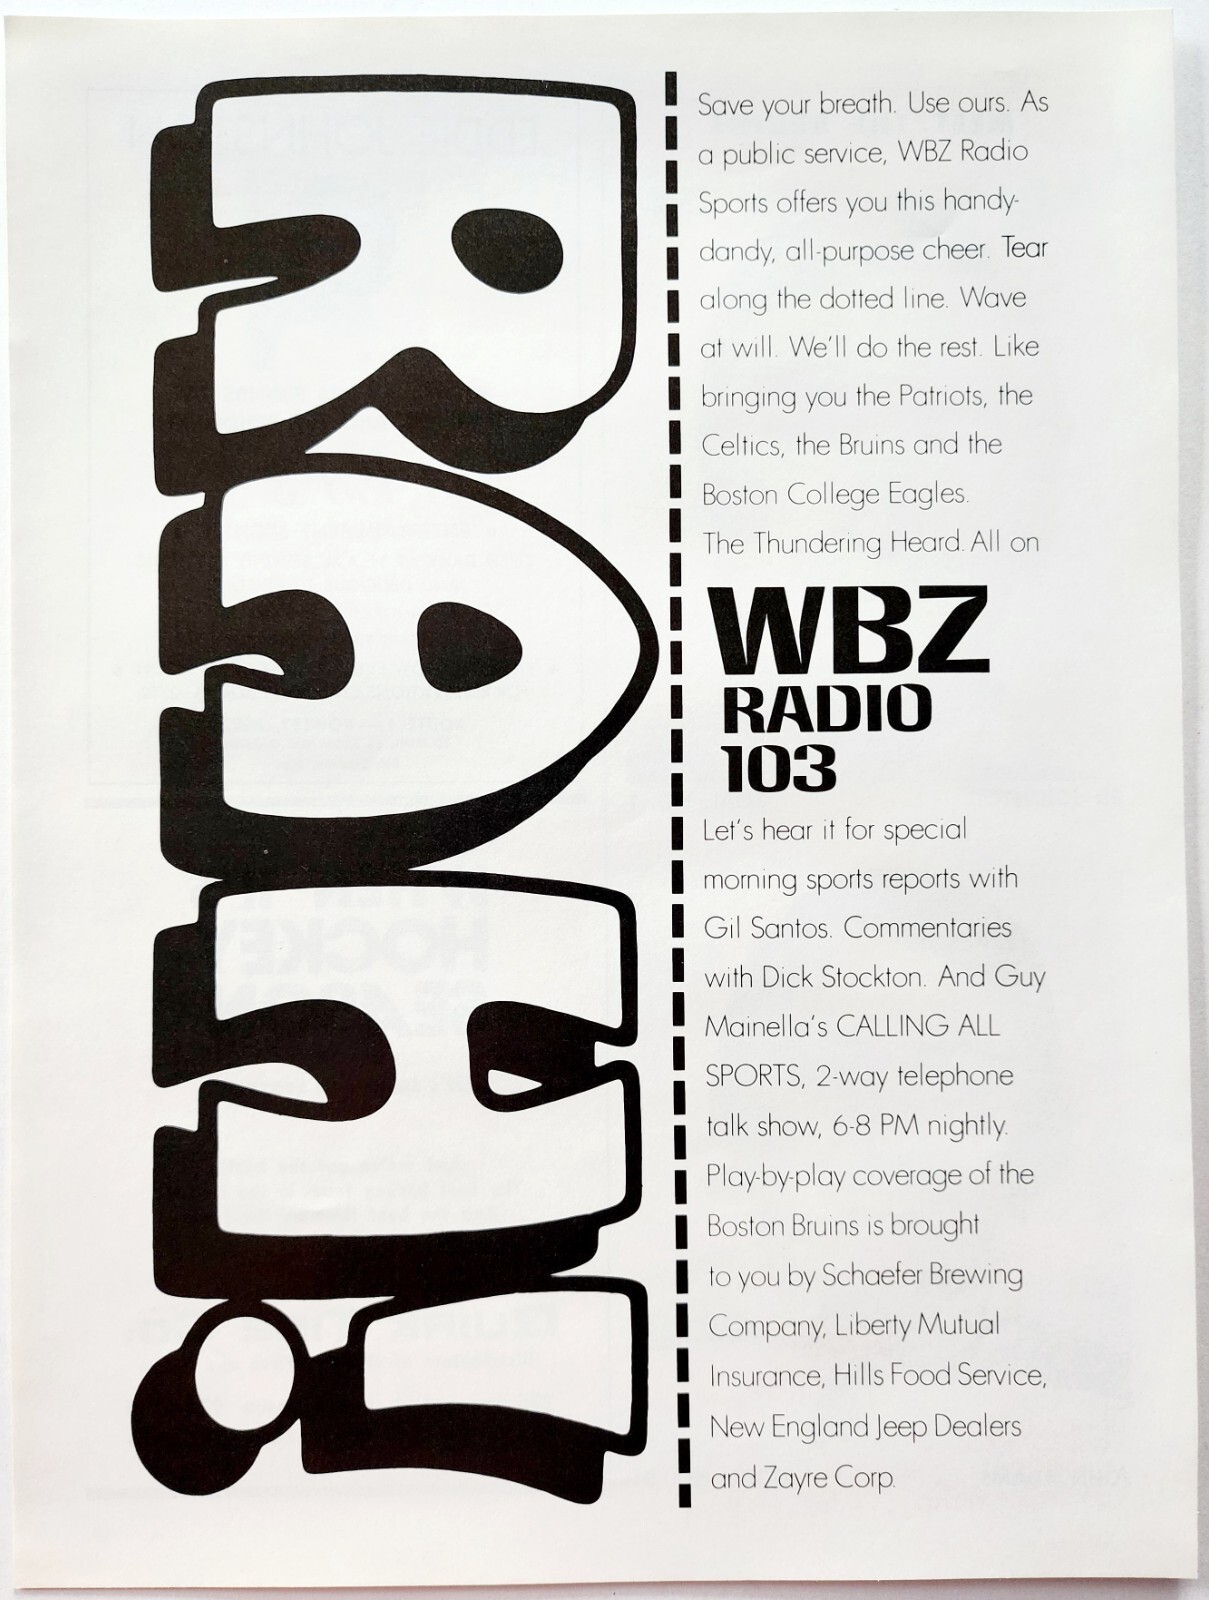 RAH!
Save your breath. Use ours. As
a public service, WBZ Radio
Sports offers you this handy-
dandy, all-purpose cheer. Tear
along the dotted line. Wave
at will. We'll do the rest. Like
bringing you the Patriots, the
Celtics, the Bruins and the
Boston College Eagles.
The Thundering Heard. All on
WBZ
RADIO
103
Let's hear it for special
morning sports reports with
Gil Santos. Commentaries
with Dick Stockton. And Guy
Mainella's CALLING ALL
SPORTS, 2-way telephone
talk show, 6-8 PM nightly.
Play-by-play coverage of the
Boston Bruins is brought
to you by Schaefer Brewing
Company, Liberty Mutual
Insurance, Hills Food Service,
New England Jeep Dealers
and Zayre Corp.